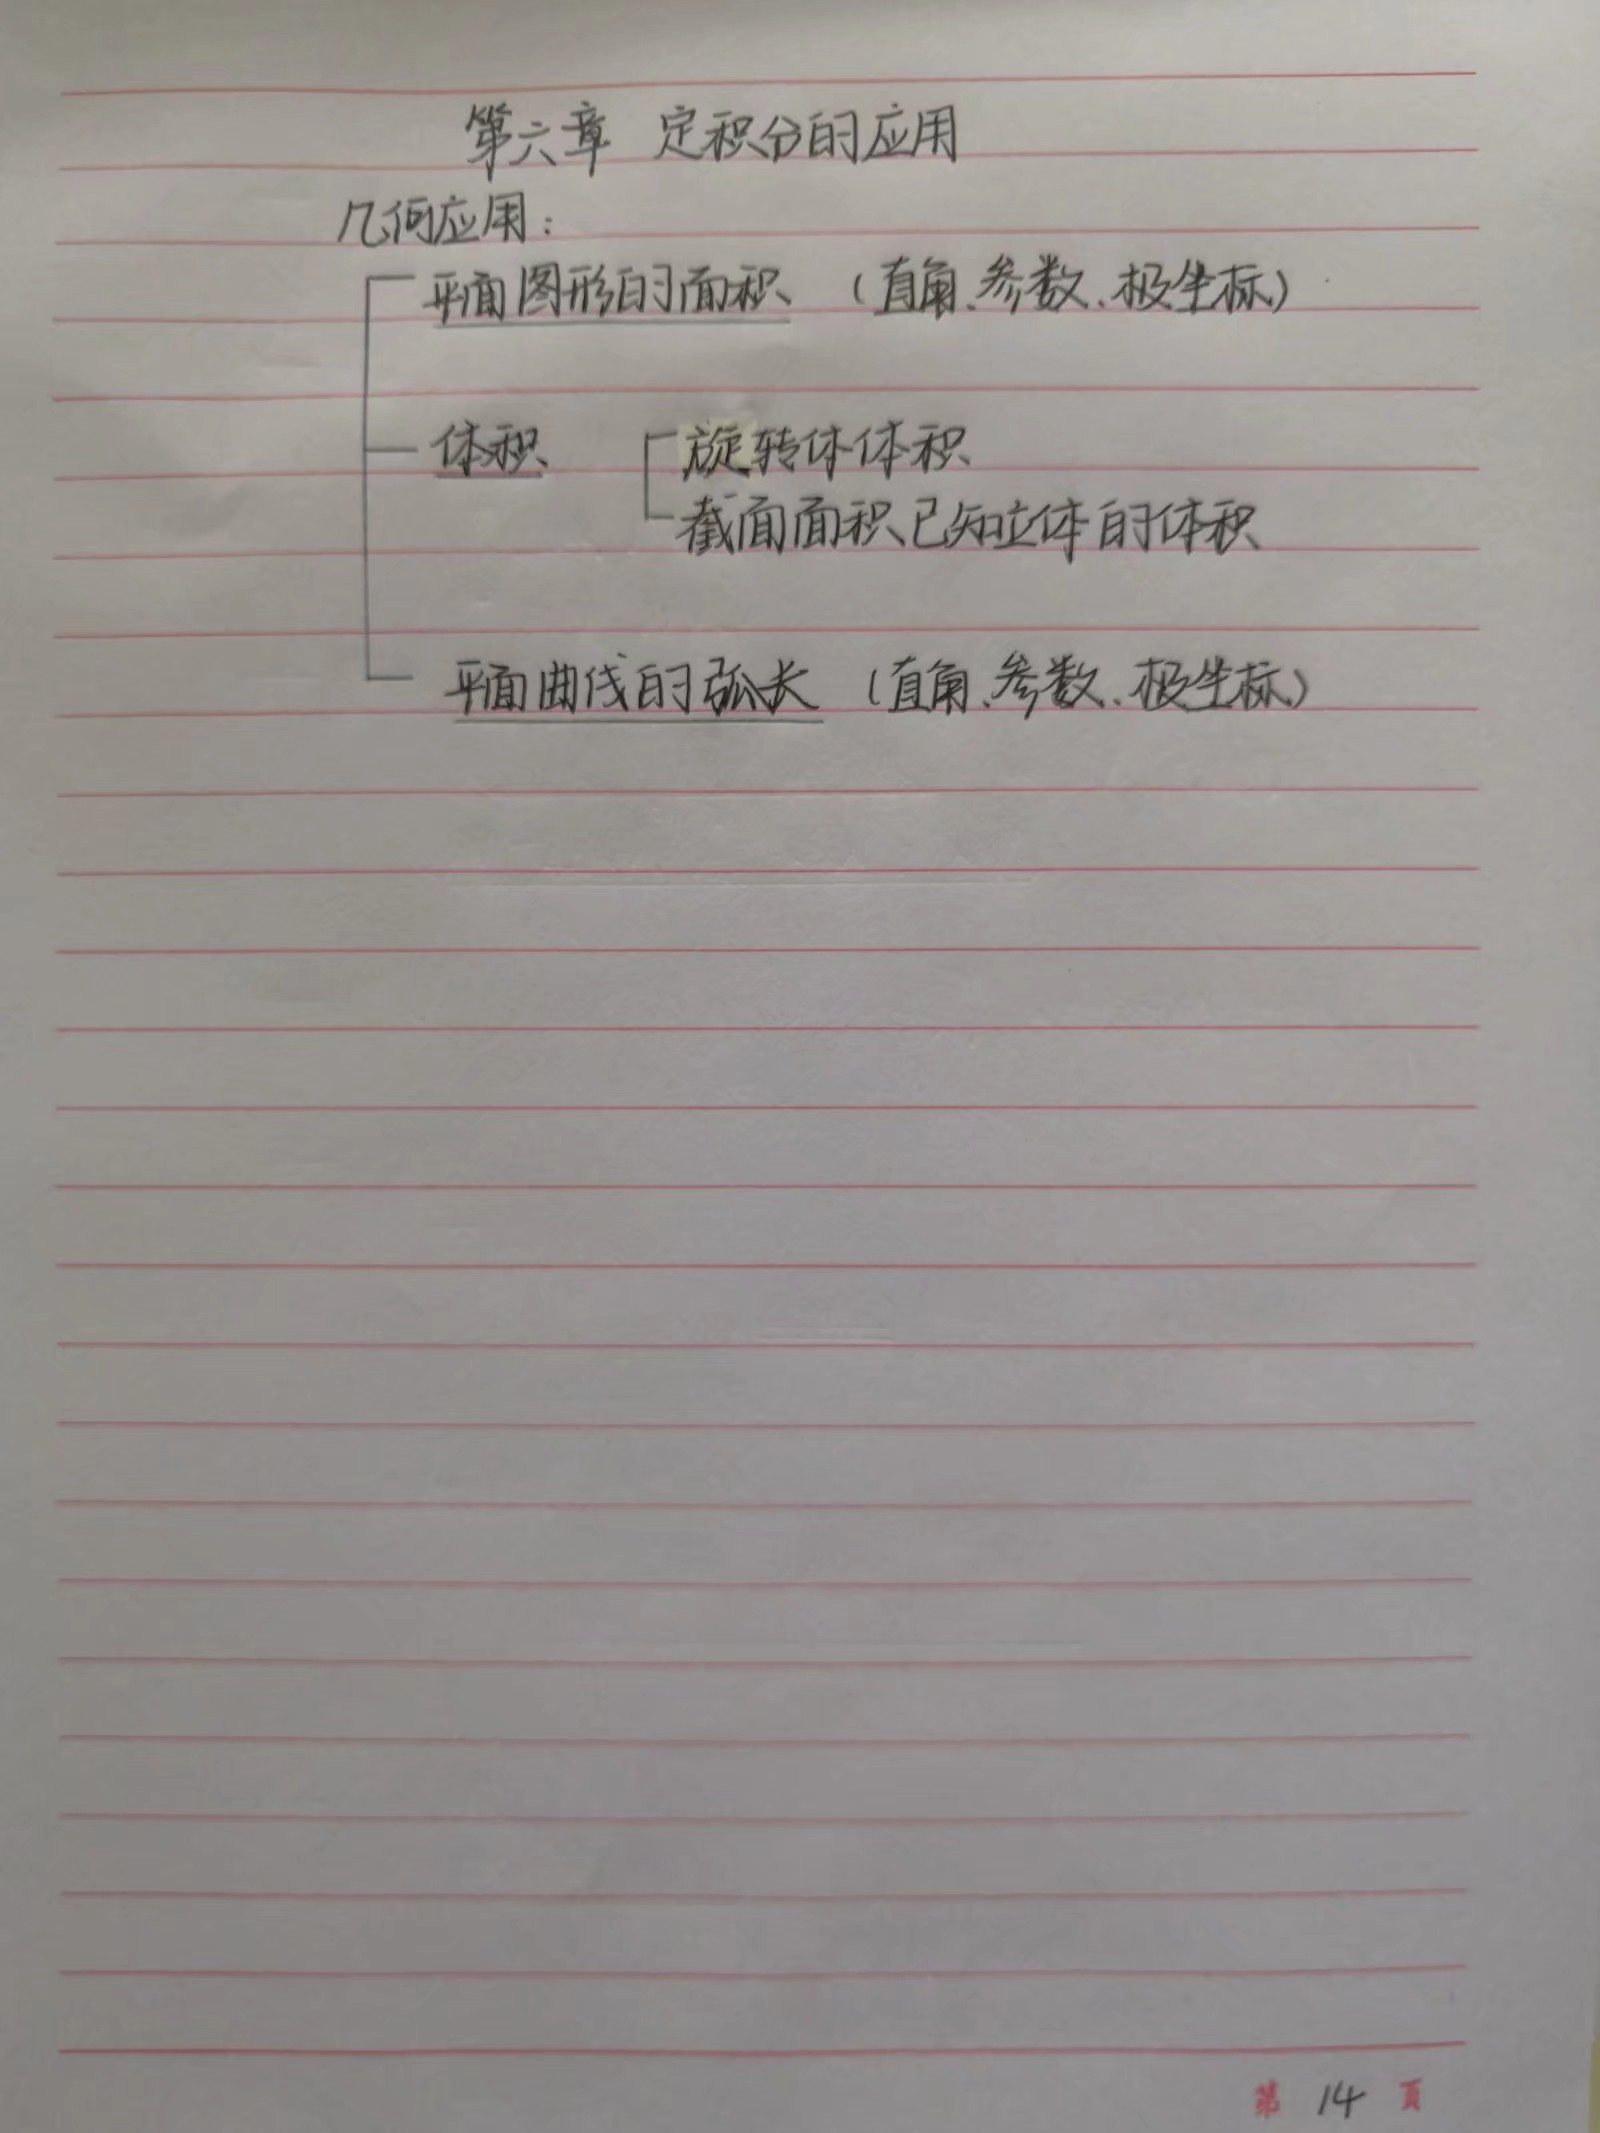 第六章 定积分的应用
几何应用:
平面图形的面积 (直角、参数、极坐标)
体积 旋转体体积
截面面积已知立体的体积
平面曲线的弧长 (直角、参数、极坐标)
第 14 頁